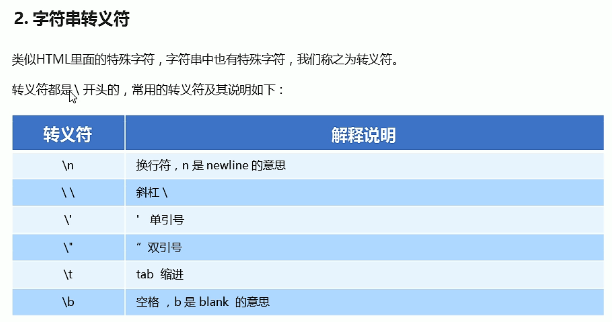 2. 字符串转义符
类似HTML里面的特殊字符，字符串中也有特殊字符，我们称之为转义符。
转义符都是 \ 开头的，常用的转义符及其说明如下：
转义符 解释说明
\n 换行符，n 是 newline 的意思
\ \ 斜杠 \
\' ' 单引号
\" “ 双引号
\t tab 缩进
\b 空格 ，b 是 blank 的意思